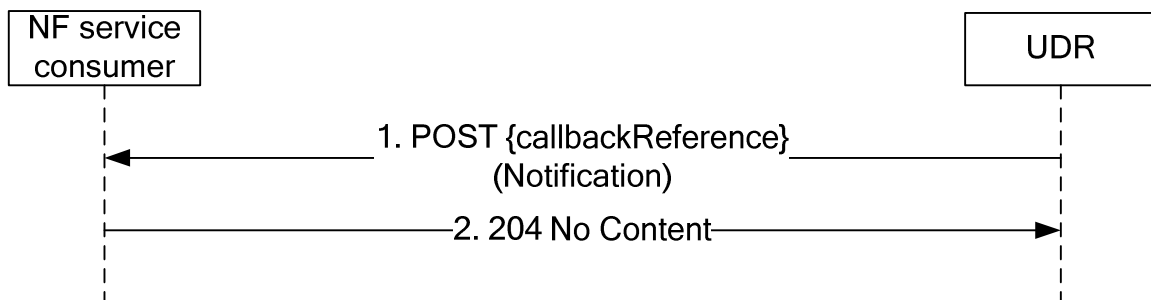 NF service
consumer
UDR
1. POST {callbackReference}
(Notification)
2. 204 No Content